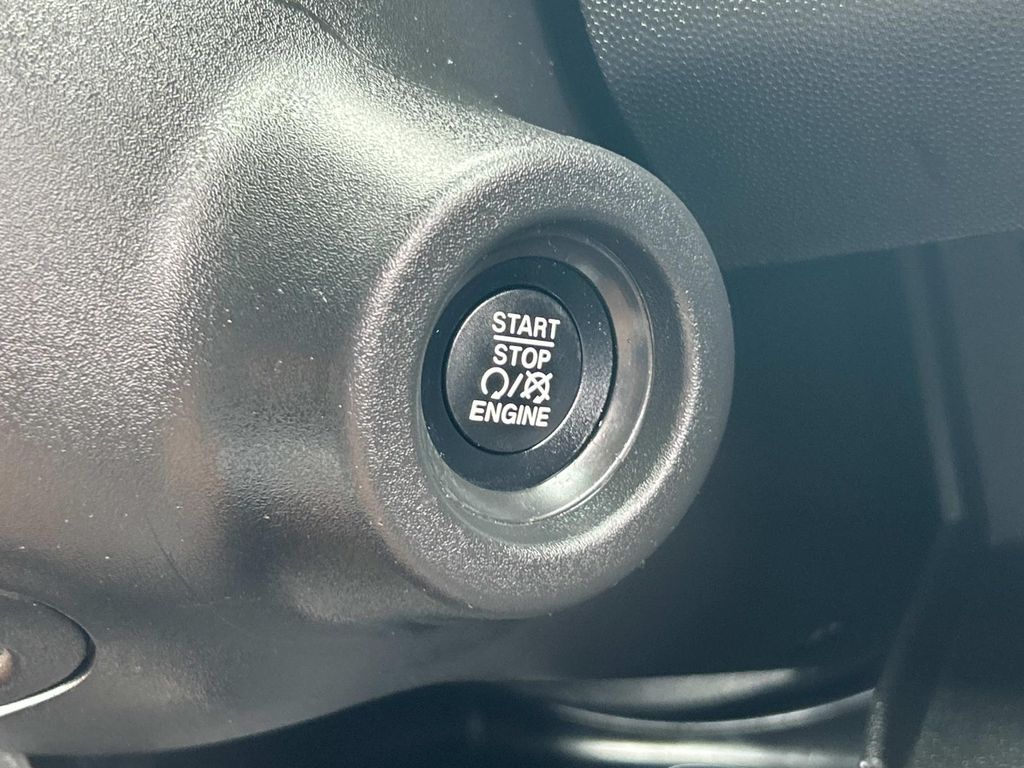 START
STOP
/
ENGINE